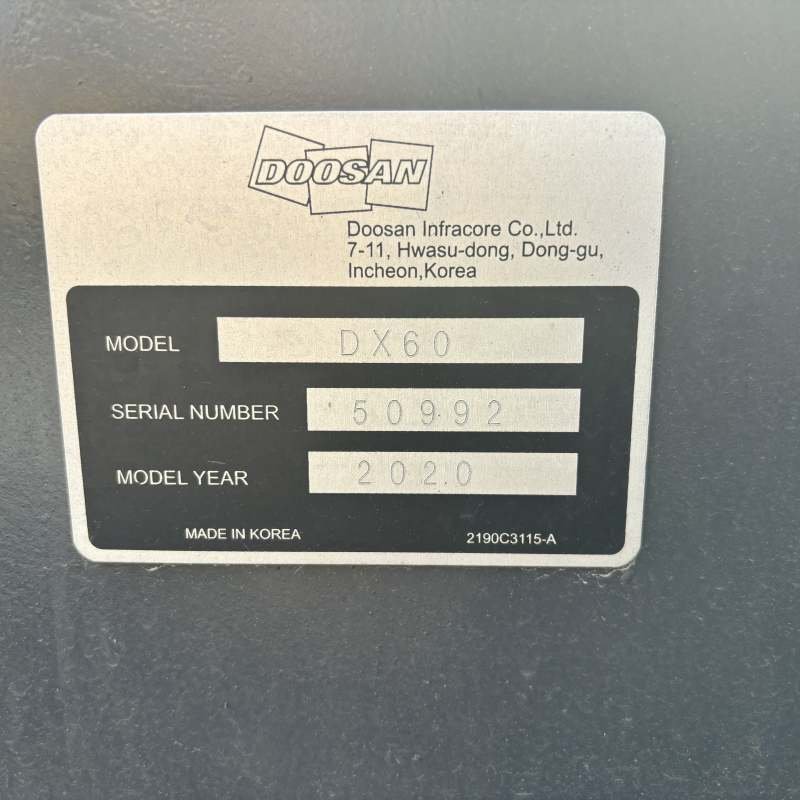 DOOSAN
Doosan Infracore Co.,Ltd.
7-11, Hwasu-dong, Dong-gu,
Incheon,Korea
MODEL DX60
SERIAL NUMBER 50992
MODEL YEAR 2020
MADE IN KOREA 2190C3115-A